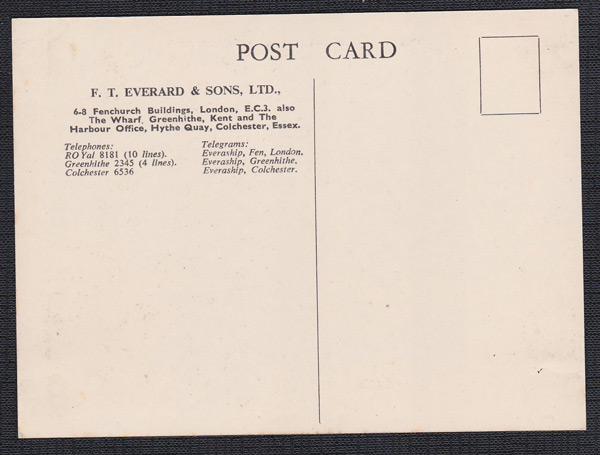 POST CARD
F. T. EVERARD & SONS, LTD.,
6-8 Fenchurch Buildings, London, E.C.3. also
The Wharf, Greenhithe, Kent and The
Harbour Office, Hythe Quay, Colchester, Essex.
Telephones:
ROYal 8181 (10 lines).
Greenhithe 2345 (4 lines).
Colchester 6536
Telegrams:
Everaship, Fen, London.
Everaship, Greenhithe.
Everaship, Colchester.